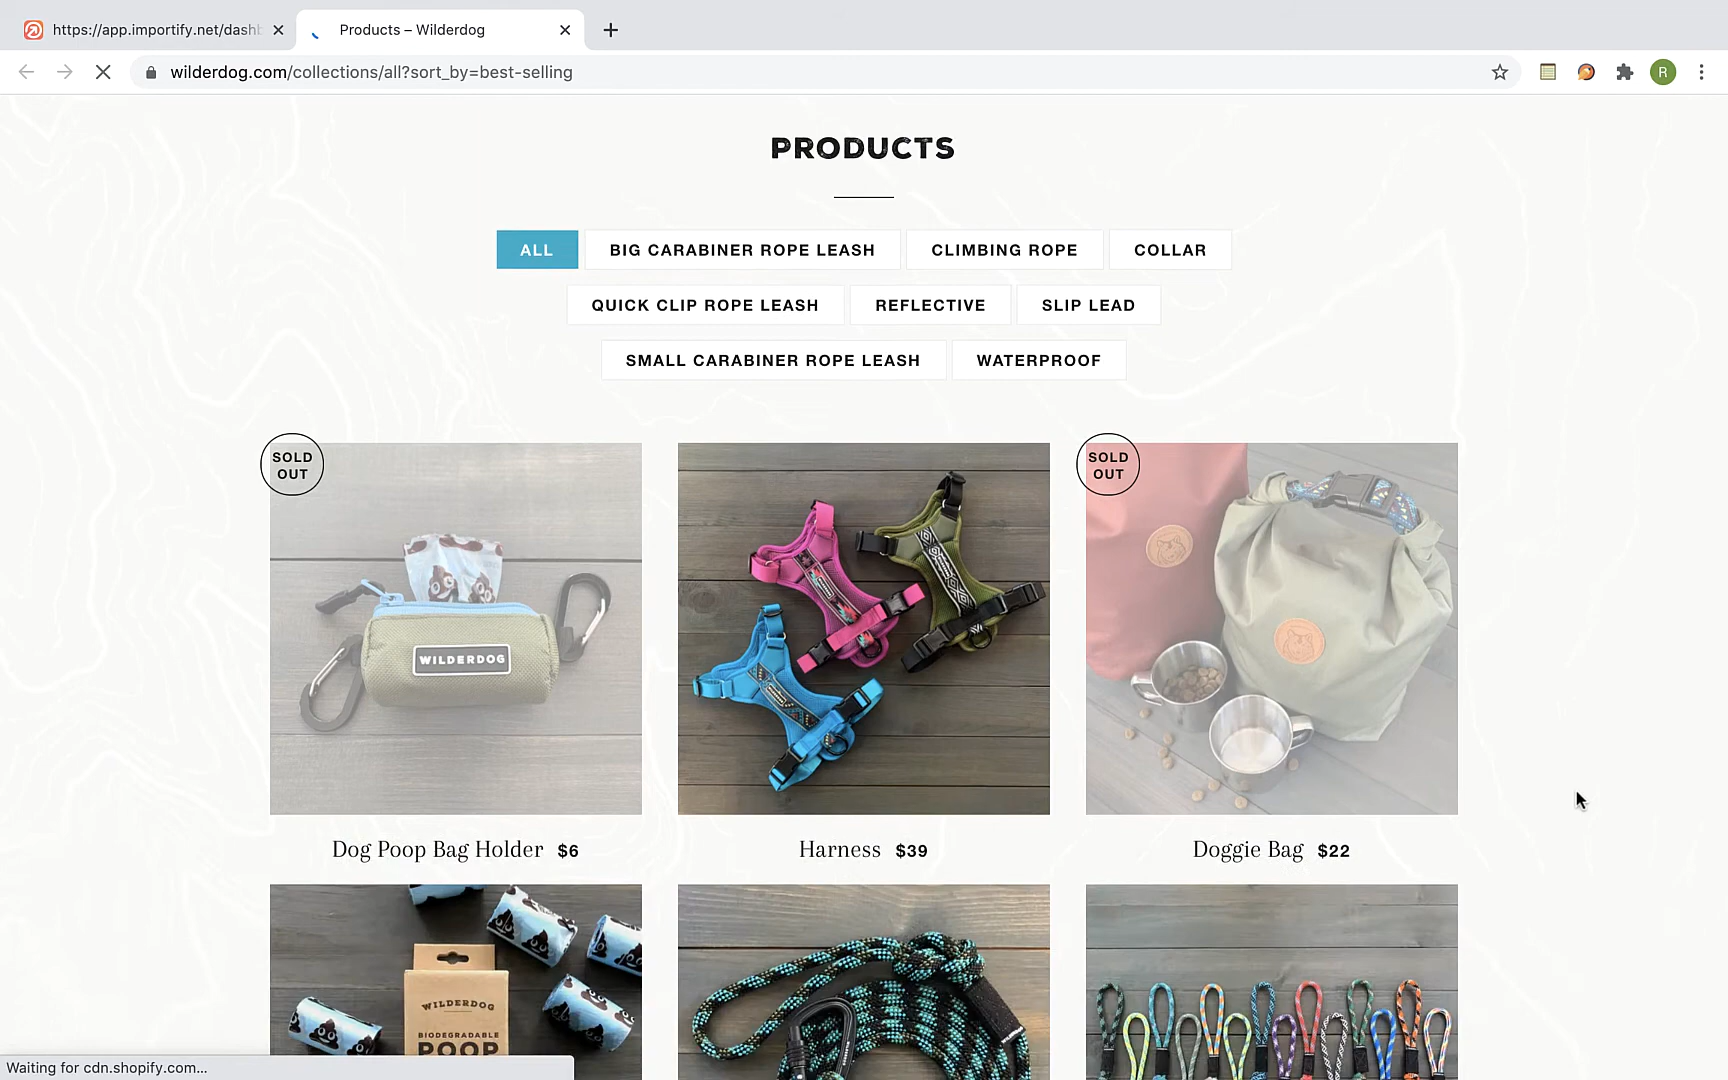 https://app.importify.net/dashb
Products – Wilderdog
wilderdog.com/collections/all?sort_by=best-selling
R
PRODUCTS
ALL
BIG CARABINER ROPE LEASH
CLIMBING ROPE
COLLAR
QUICK CLIP ROPE LEASH
REFLECTIVE
SLIP LEAD
SMALL CARABINER ROPE LEASH
WATERPROOF
SOLD
OUT
SOLD
OUT
WILDERDOG
Dog Poop Bag Holder $6
Harness $39
Doggie Bag $22
WILDERDOG
BIODEGRADABLE
POOP
Waiting for cdn.shopify.com...